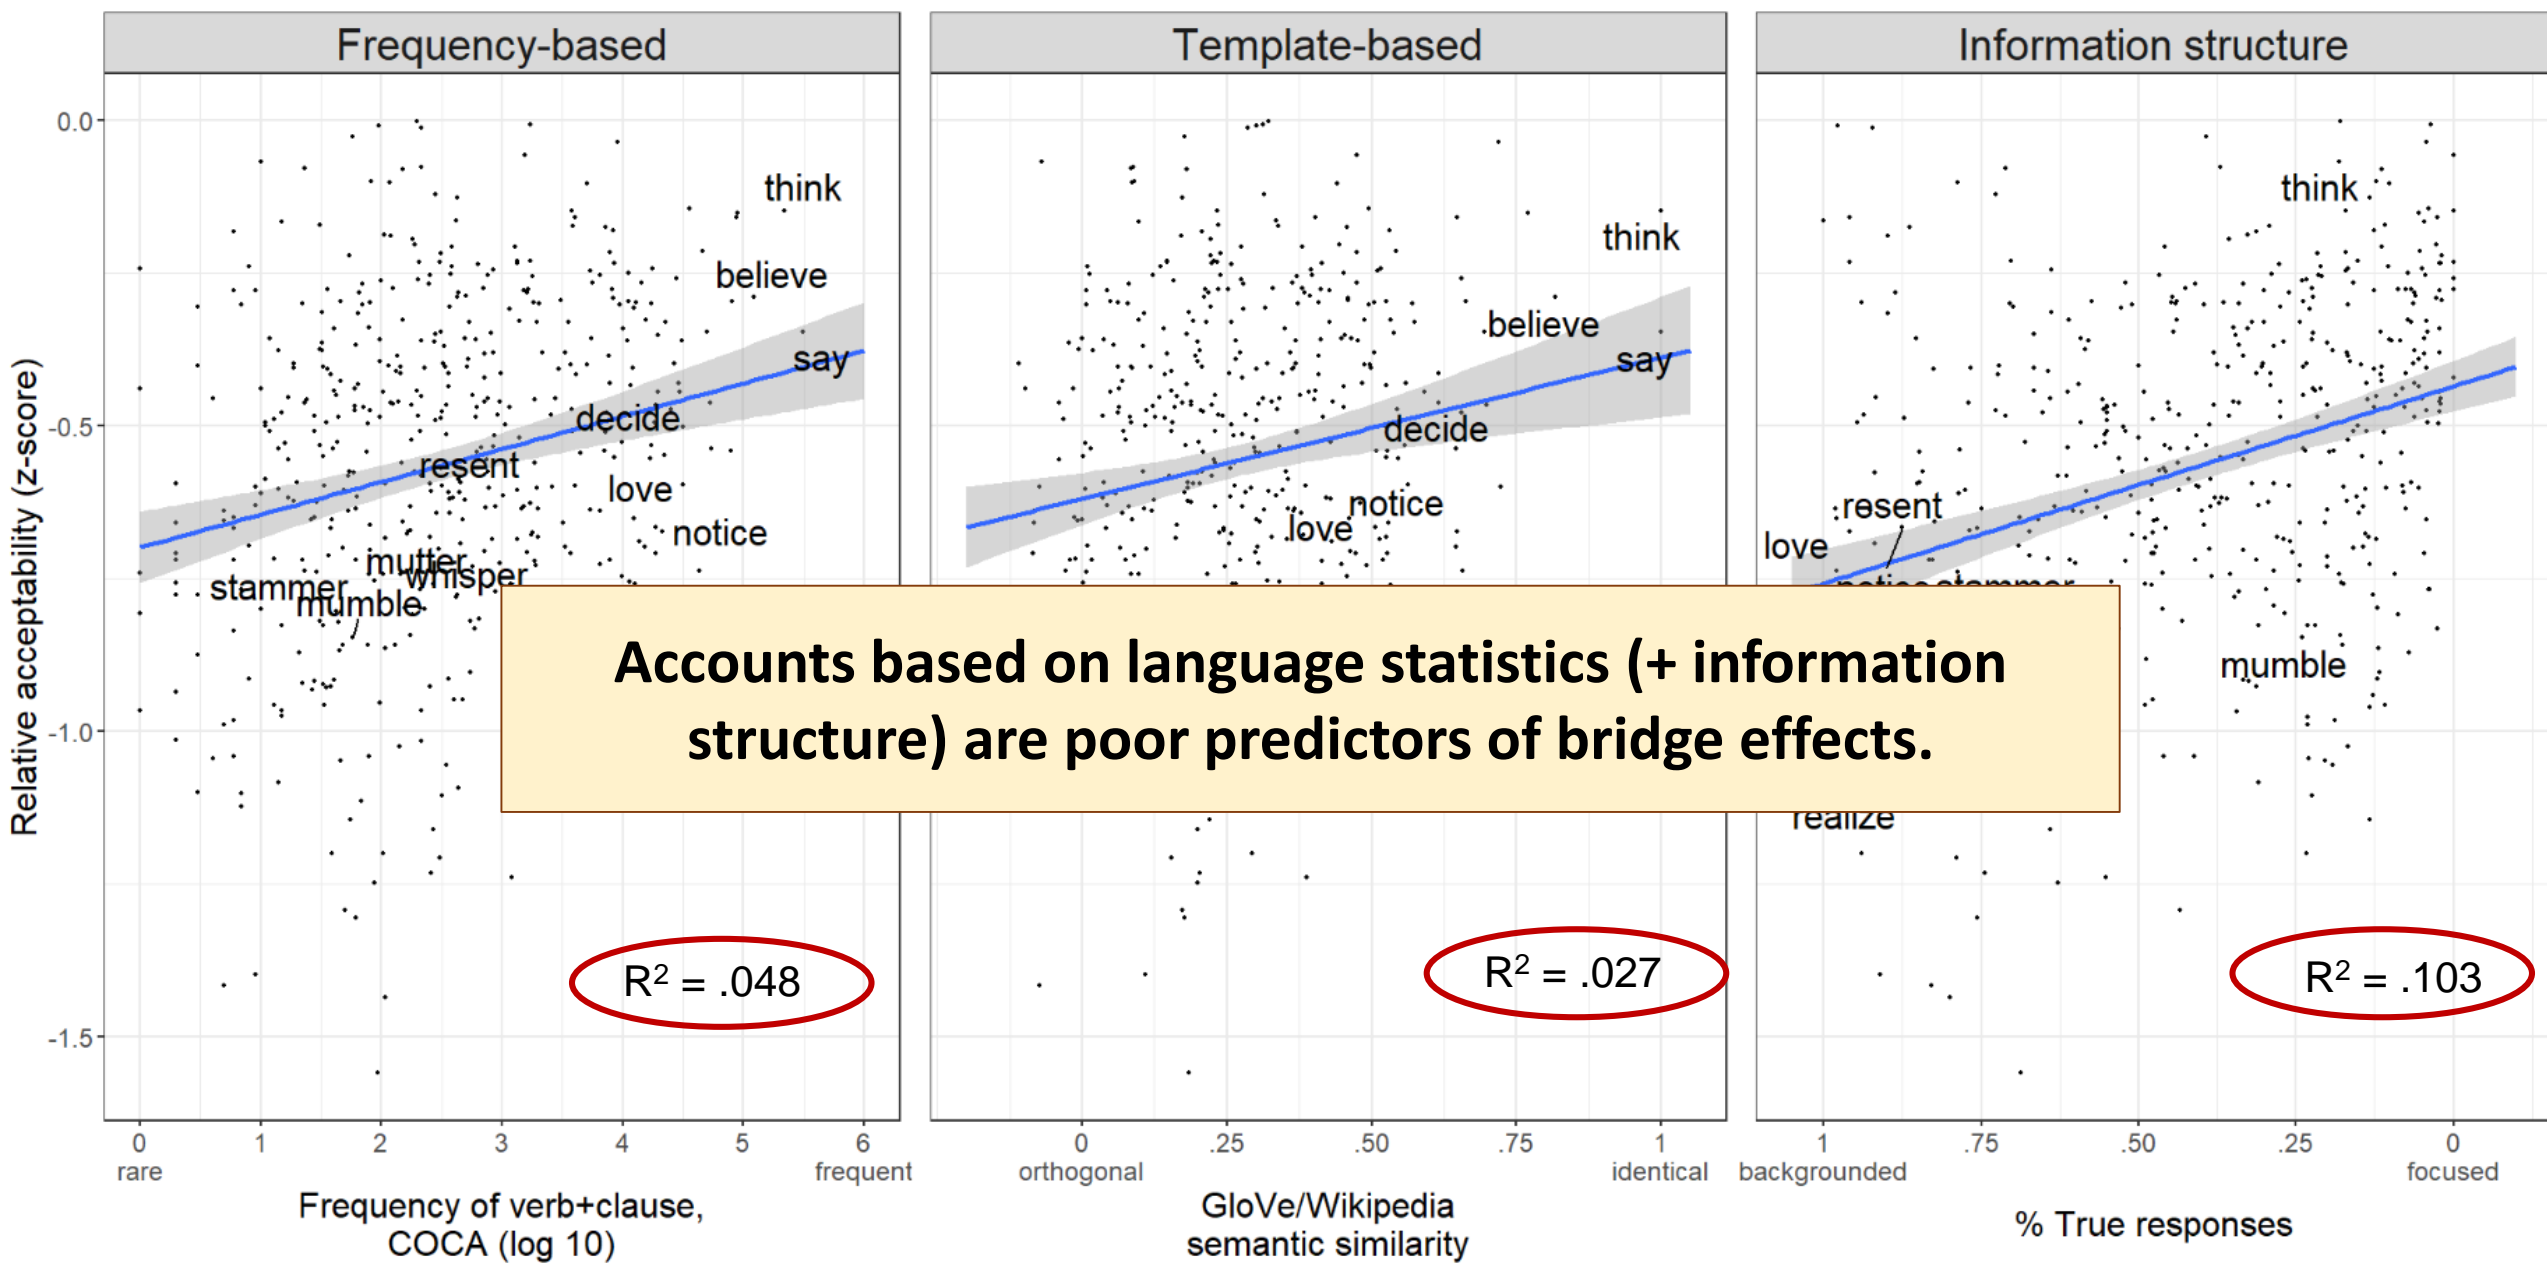 Frequency-based
Template-based
Information structure
Relative acceptability (z-score)
0.0
-0.5
-1.0
-1.5
think
believe
say
decide
resent
love
notice
mutter
whisper
stammer
mumble
R² = .048
0 1 2 3 4 5 6
rare frequent
Frequency of verb+clause,
COCA (log 10)
think
believe
say
decide
notice
love
R² = .027
0 .25 .50 .75 1
orthogonal identical
GloVe/Wikipedia
semantic similarity
think
resent
love
notice stammer
mumble
realize
R² = .103
1 .75 .50 .25 0
backgrounded focused
% True responses
Accounts based on language statistics (+ information
structure) are poor predictors of bridge effects.